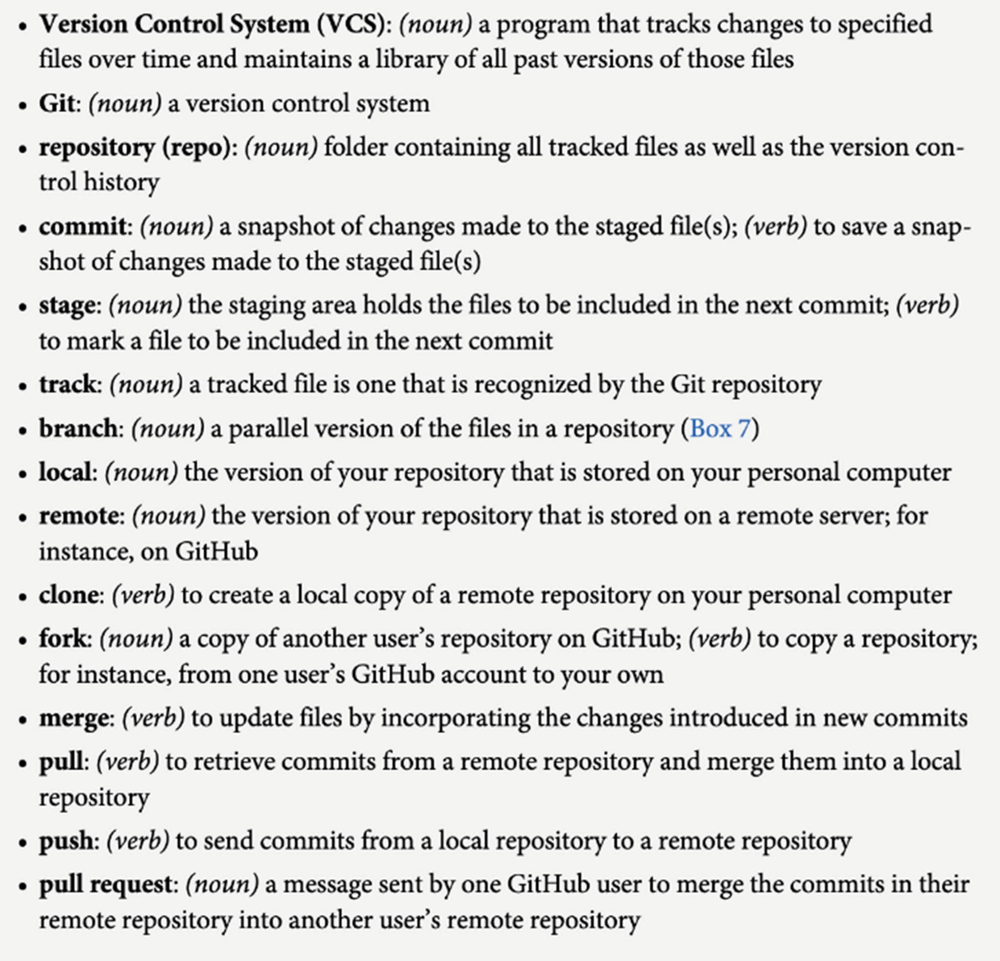 • Version Control System (VCS): (noun) a program that tracks changes to specified
files over time and maintains a library of all past versions of those files
• Git: (noun) a version control system
• repository (repo): (noun) folder containing all tracked files as well as the version con-
trol history
• commit: (noun) a snapshot of changes made to the staged file(s); (verb) to save a snap-
shot of changes made to the staged file(s)
• stage: (noun) the staging area holds the files to be included in the next commit; (verb)
to mark a file to be included in the next commit
• track: (noun) a tracked file is one that is recognized by the Git repository
• branch: (noun) a parallel version of the files in a repository (Box 7)
• local: (noun) the version of your repository that is stored on your personal computer
• remote: (noun) the version of your repository that is stored on a remote server; for
instance, on GitHub
• clone: (verb) to create a local copy of a remote repository on your personal computer
• fork: (noun) a copy of another user’s repository on GitHub; (verb) to copy a repository;
for instance, from one user’s GitHub account to your own
• merge: (verb) to update files by incorporating the changes introduced in new commits
• pull: (verb) to retrieve commits from a remote repository and merge them into a local
repository
• push: (verb) to send commits from a local repository to a remote repository
• pull request: (noun) a message sent by one GitHub user to merge the commits in their
remote repository into another user’s remote repository